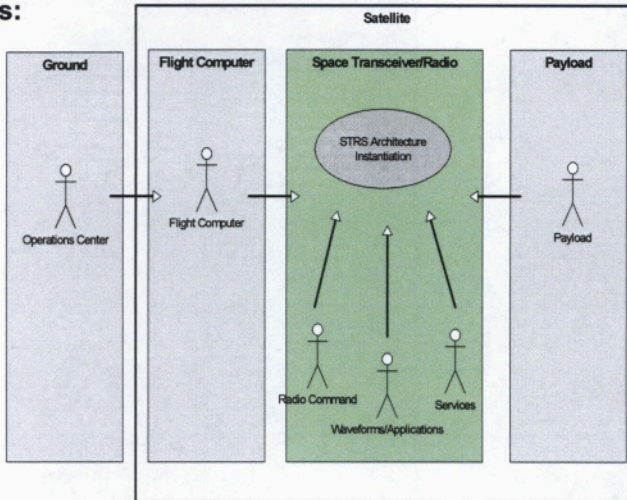 s:
Satellite
Ground
Flight Computer
Space Transceiver/Radio
Payload
STRS Architecture
Instantiation
Operations Center
Flight Computer
Payload
Radio Command
Waveforms/Applications
Services